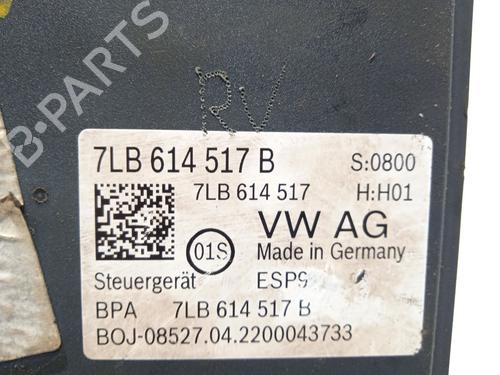 B-PARTS
RV
7LB 614 517 B S:0800
7LB 614 517 H:H01
VW AG
01S Made in Germany
Steuergerät ESP9
BPA 7LB 614 517 B
BOJ-08527.04.2200043733